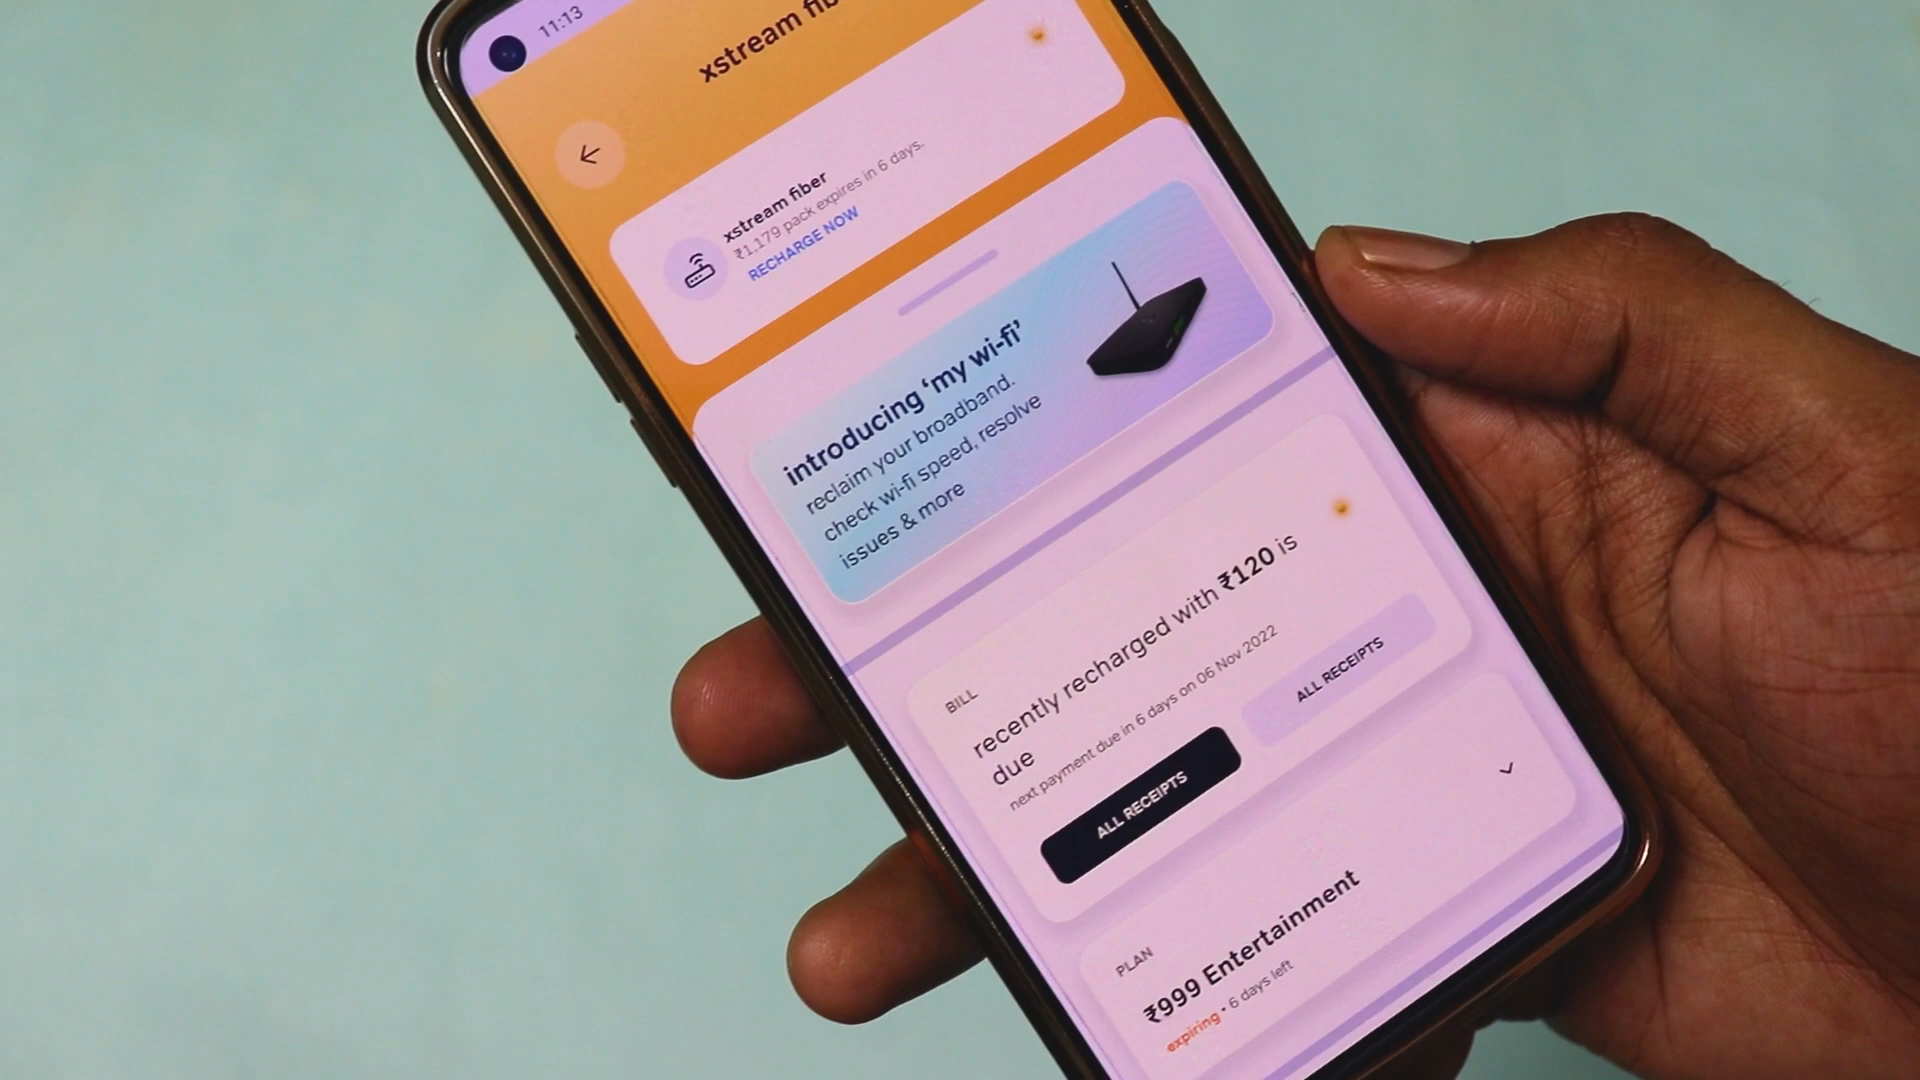 11:13
xstream
xstream fiber
₹1,179 pack expires in 6 days.
RECHARGE NOW
introducing ‘my wi-fi’
reclaim your broadband.
check wi-fi speed, resolve
issues & more
BILL
recently recharged with ₹120 is
due
next payment due in 6 days on 06 Nov 2022
ALL RECEIPTS
ALL RECEIPTS
PLAN
₹999 Entertainment
expiring • 6 days left